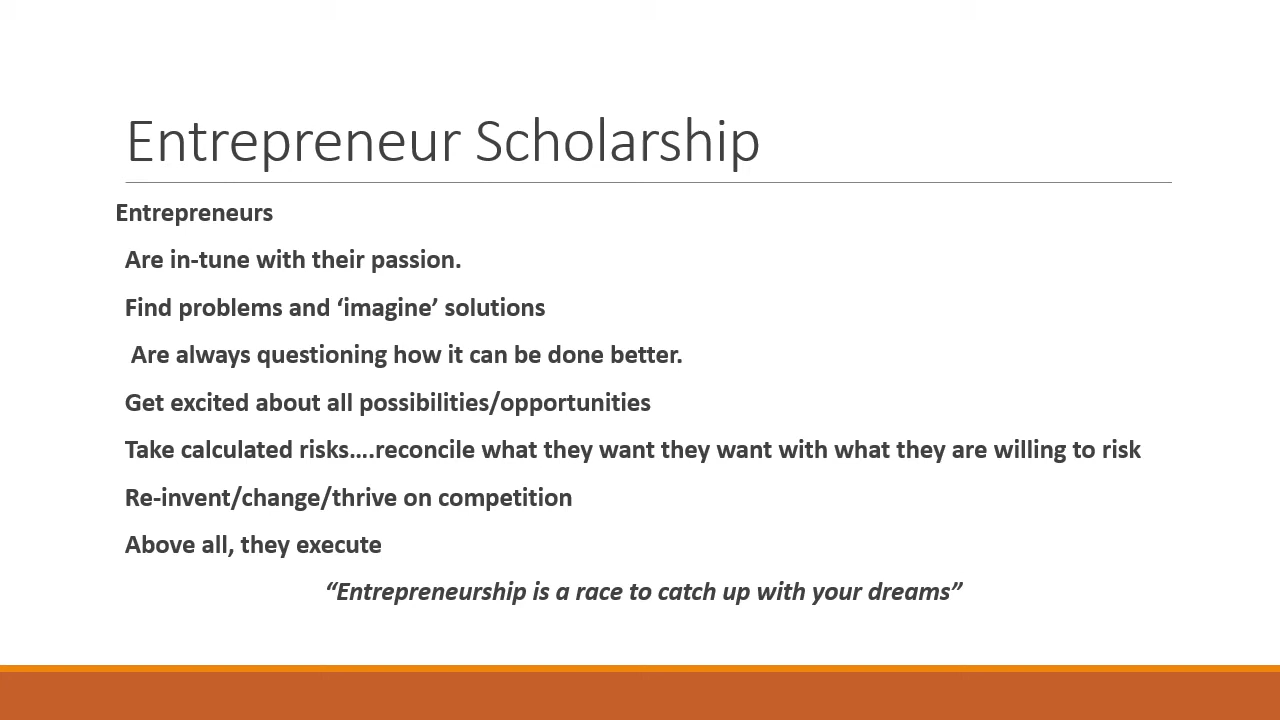 Entrepreneur Scholarship
Entrepreneurs
Are in-tune with their passion.
Find problems and ‘imagine’ solutions
Are always questioning how it can be done better.
Get excited about all possibilities/opportunities
Take calculated risks….reconcile what they want they want with what they are willing to risk
Re-invent/change/thrive on competition
Above all, they execute
“Entrepreneurship is a race to catch up with your dreams”